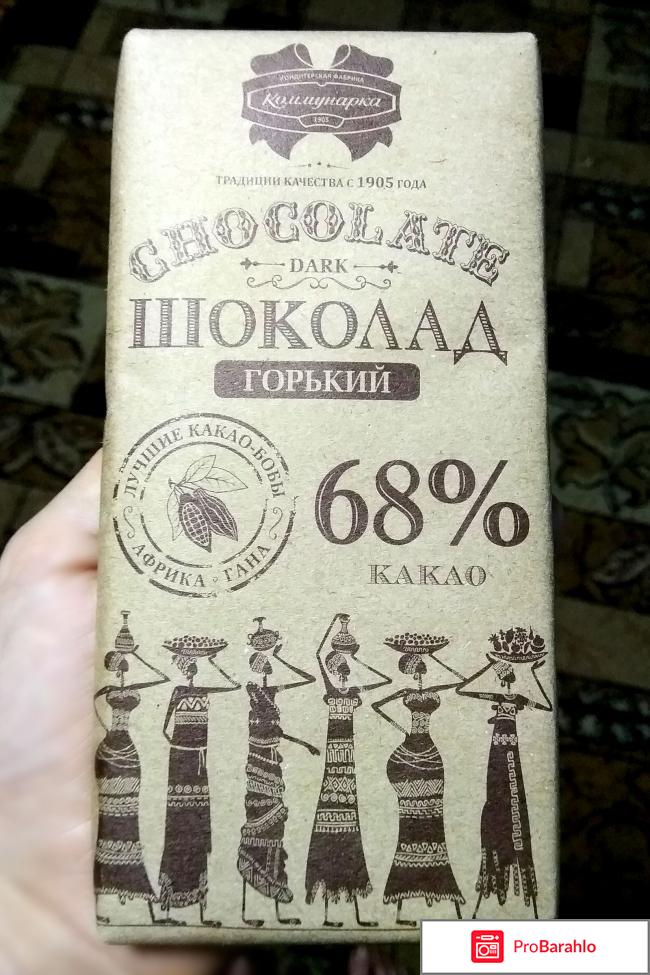 КОНДИТЕРСКАЯ ФАБРИКА
Коммунарка
1905
ТРАДИЦИИ КАЧЕСТВА С 1905 ГОДА
CHOCOLATE
DARK
ШОКОЛАД
ГОРЬКИЙ
ЛУЧШИЕ КАКАО-БОБЫ
АФРИКА ГАНА
68%
КАКАО
ProBarahlo